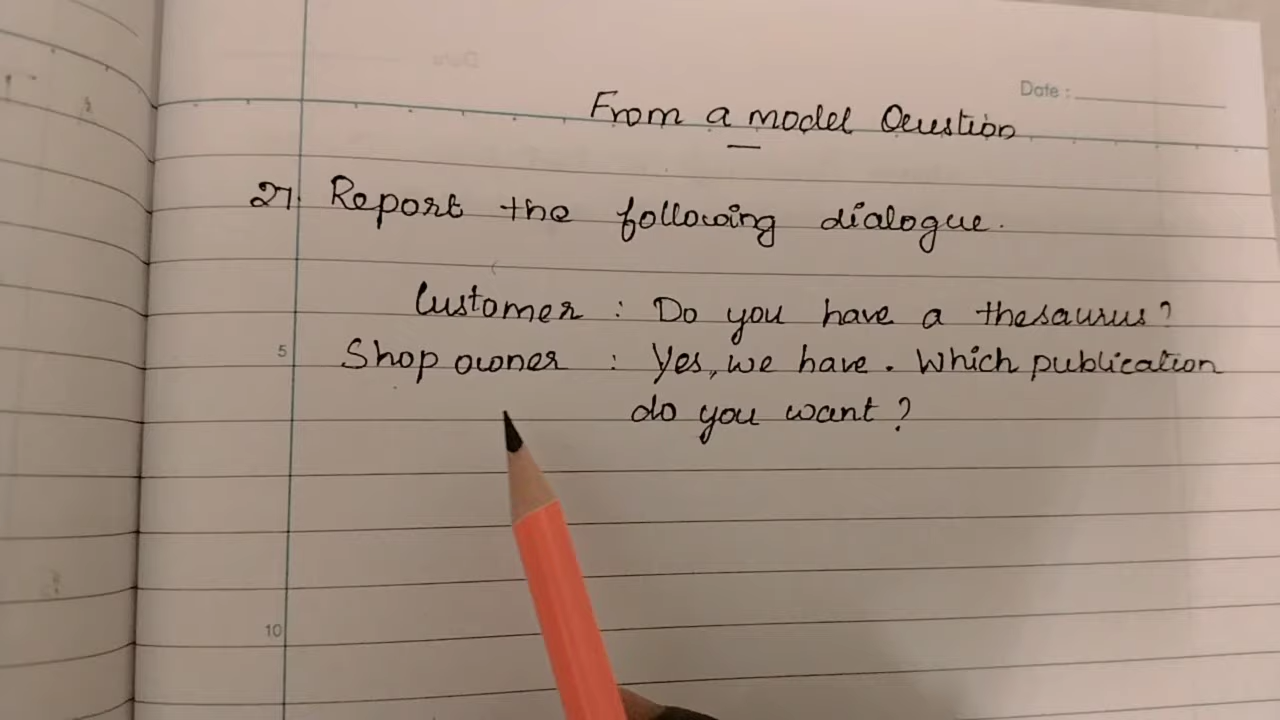 Date :
From a model Question
27. Report the following dialogue.
Customer : Do you have a thesaurus?
5
Shop owner : Yes, we have. Which publication
do you want?
10